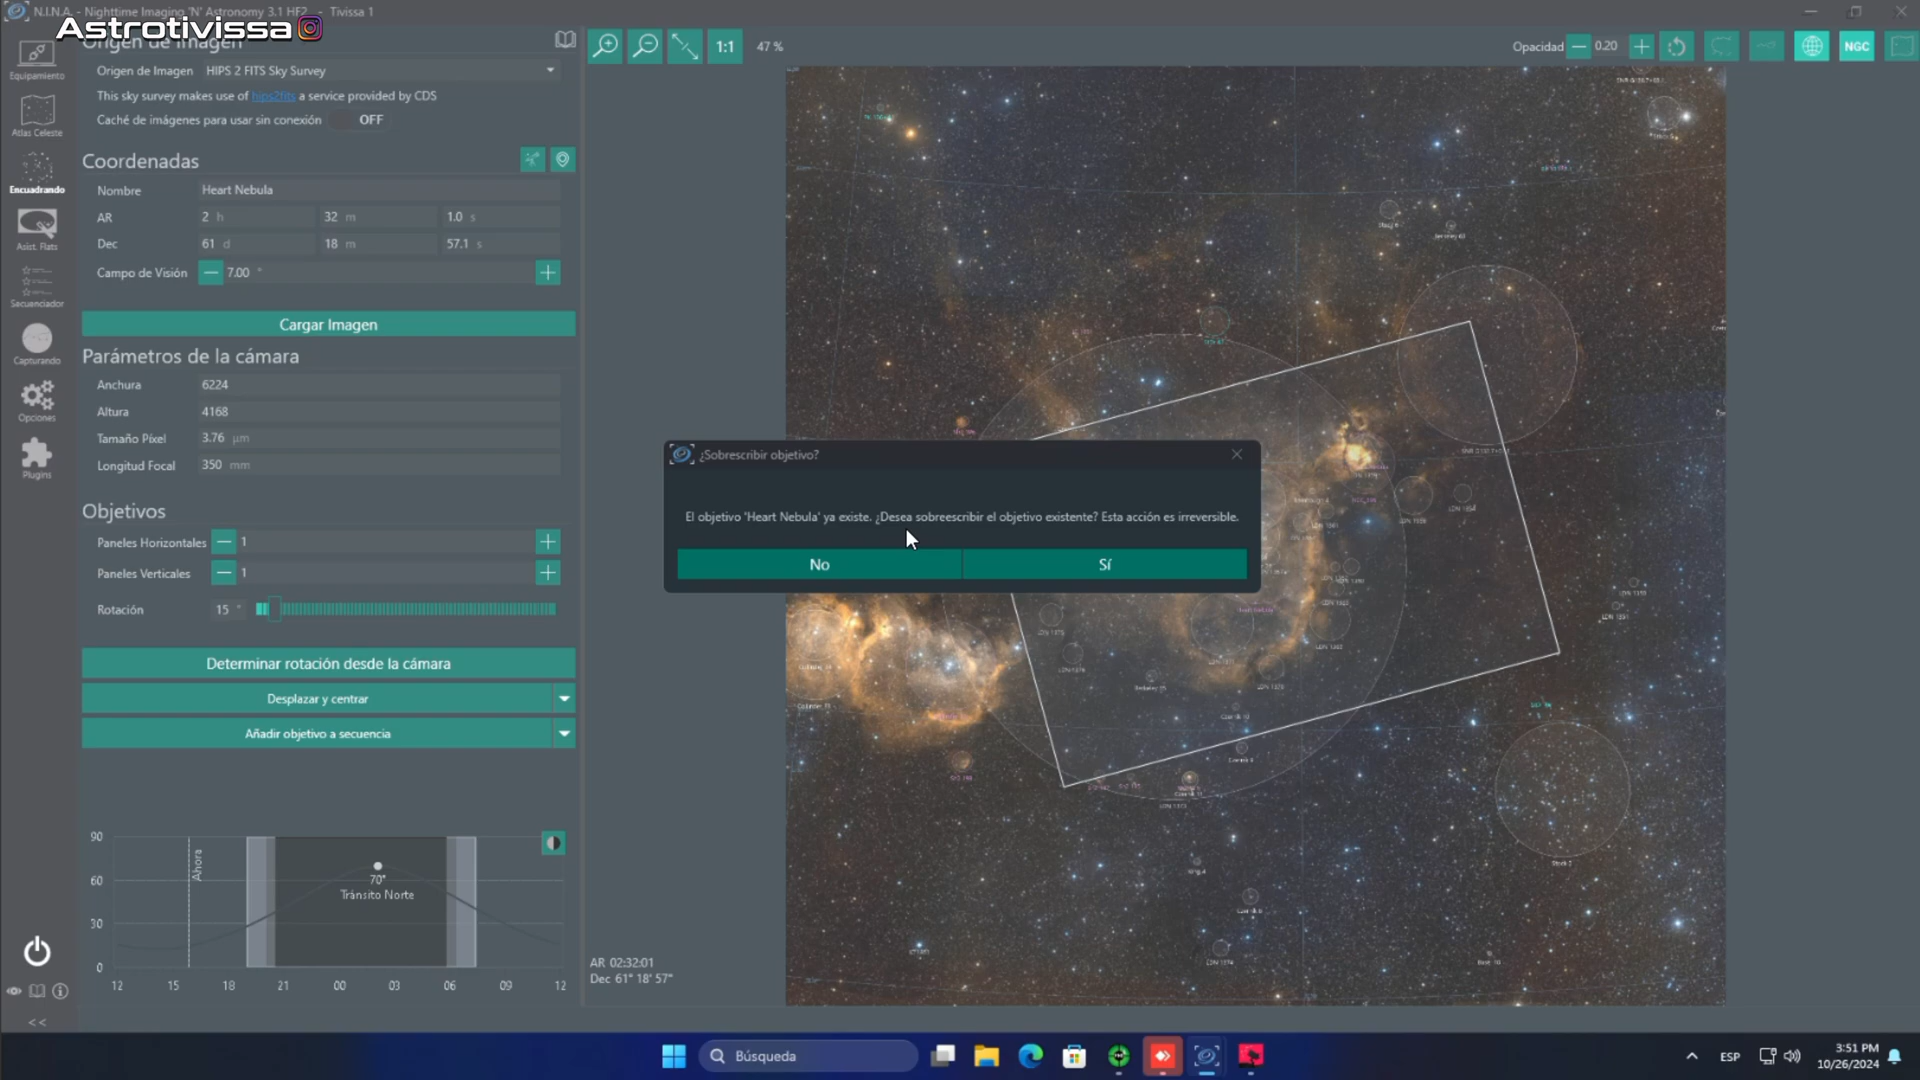 N.I.N.A. - Nighttime Imaging 'N' Astronomy 3.1 HF2 - Tivissa 1
Astrotivissa
Origen de Imagen
Origen de Imagen HIPS 2 FITS Sky Survey
This sky survey makes use of hips2fits a service provided by CDS
Caché de imágenes para usar sin conexión OFF
Coordenadas
Nombre Heart Nebula
AR 2 h 32 m 1.0 s
Dec 61 d 18 m 57.1 s
Campo de Visión 7.00 °
Cargar Imagen
Parámetros de la cámara
Anchura 6224
Altura 4168
Tamaño Píxel 3.76 µm
Longitud Focal 350 mm
Objetivos
Paneles Horizontales 1
Paneles Verticales 1
Rotación 15 °
Determinar rotación desde la cámara
Desplazar y centrar
Añadir objetivo a secuencia
90
60
30
0
Ahora
70°
Tránsito Norte
12 15 18 21 00 03 06 09 12
Equipamiento
Atlas Celeste
Encuadrando
Asist. Flats
Secuenciador
Capturando
Opciones
Plugins
<<
1:1
47 %
Opacidad 0.20
NGC
¿Sobrescribir objetivo?
El objetivo 'Heart Nebula' ya existe. ¿Desea sobreescribir el objetivo existente? Esta acción es irreversible.
No
Sí
AR 02:32:01
Dec 61° 18' 57"
Búsqueda
ESP
3:51 PM
10/26/2024